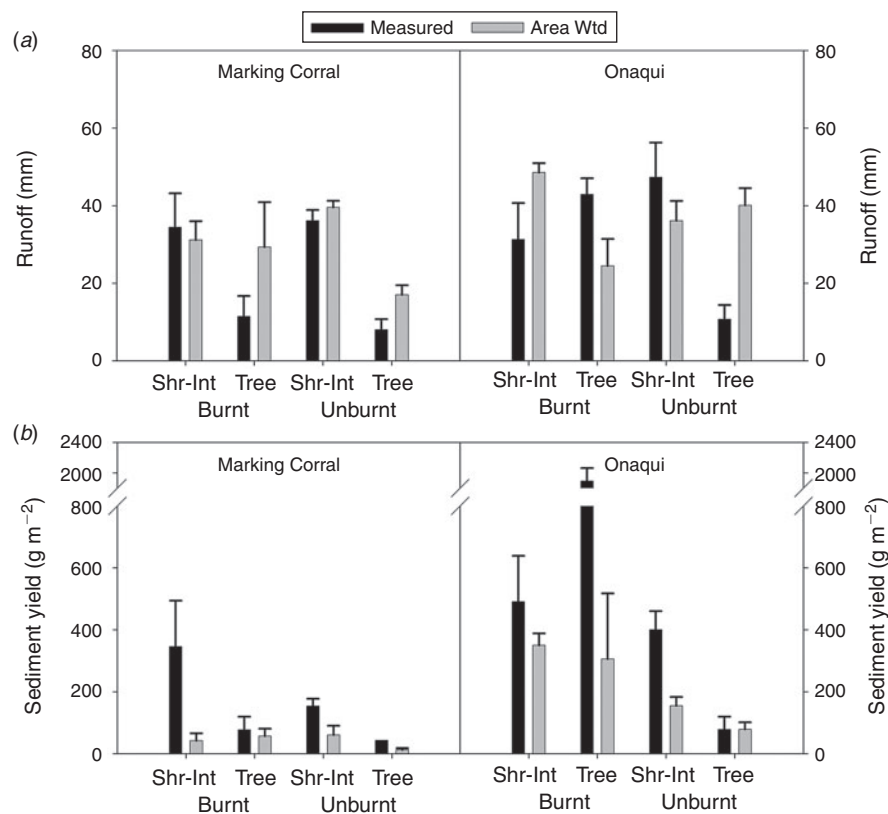 Measured Area Wtd
(a)
80 80
Marking Corral Onaqui
60 60
Runoff (mm) Runoff (mm)
40 40
20 20
0 0
Shr-Int Tree Shr-Int Tree Shr-Int Tree Shr-Int Tree
Burnt Unburnt Burnt Unburnt
(b)
2400 2400
Marking Corral Onaqui
2000 2000
800 800
Sediment yield (g m⁻²) Sediment yield (g m⁻²)
600 600
400 400
200 200
0 0
Shr-Int Tree Shr-Int Tree Shr-Int Tree Shr-Int Tree
Burnt Unburnt Burnt Unburnt